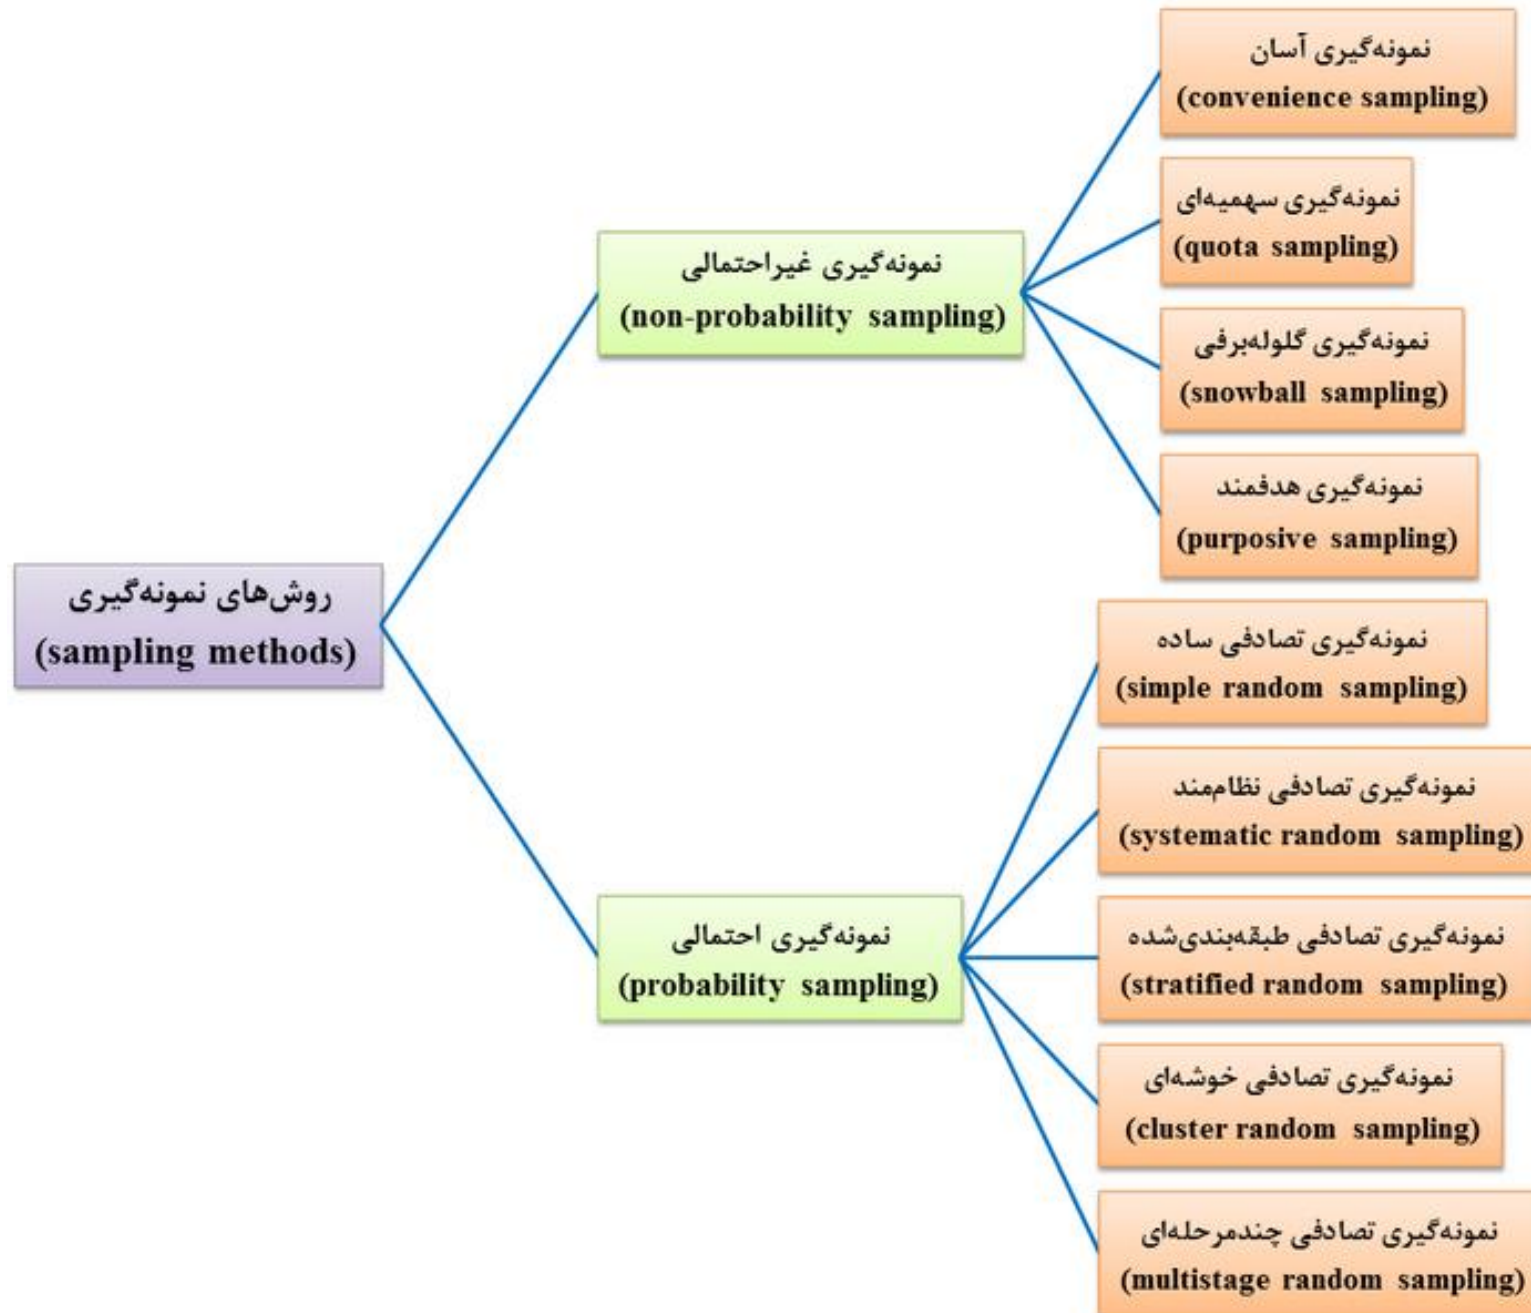 نمونه‌گیری آسان
(convenience sampling)
نمونه‌گیری سهمیه‌ای
(quota sampling)
نمونه‌گیری غیراحتمالی
(non-probability sampling)
نمونه‌گیری گلوله‌برفی
(snowball sampling)
نمونه‌گیری هدفمند
(purposive sampling)
روش‌های نمونه‌گیری
(sampling methods)
نمونه‌گیری تصادفی ساده
(simple random sampling)
نمونه‌گیری تصادفی نظام‌مند
(systematic random sampling)
نمونه‌گیری احتمالی
(probability sampling)
نمونه‌گیری تصادفی طبقه‌بندی‌شده
(stratified random sampling)
نمونه‌گیری تصادفی خوشه‌ای
(cluster random sampling)
نمونه‌گیری تصادفی چندمرحله‌ای
(multistage random sampling)